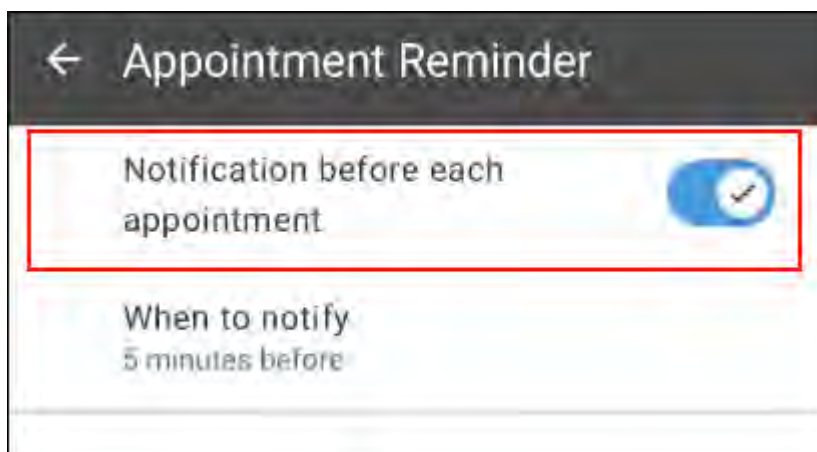 Appointment Reminder
Notification before each
appointment
When to notify
5 minutes before